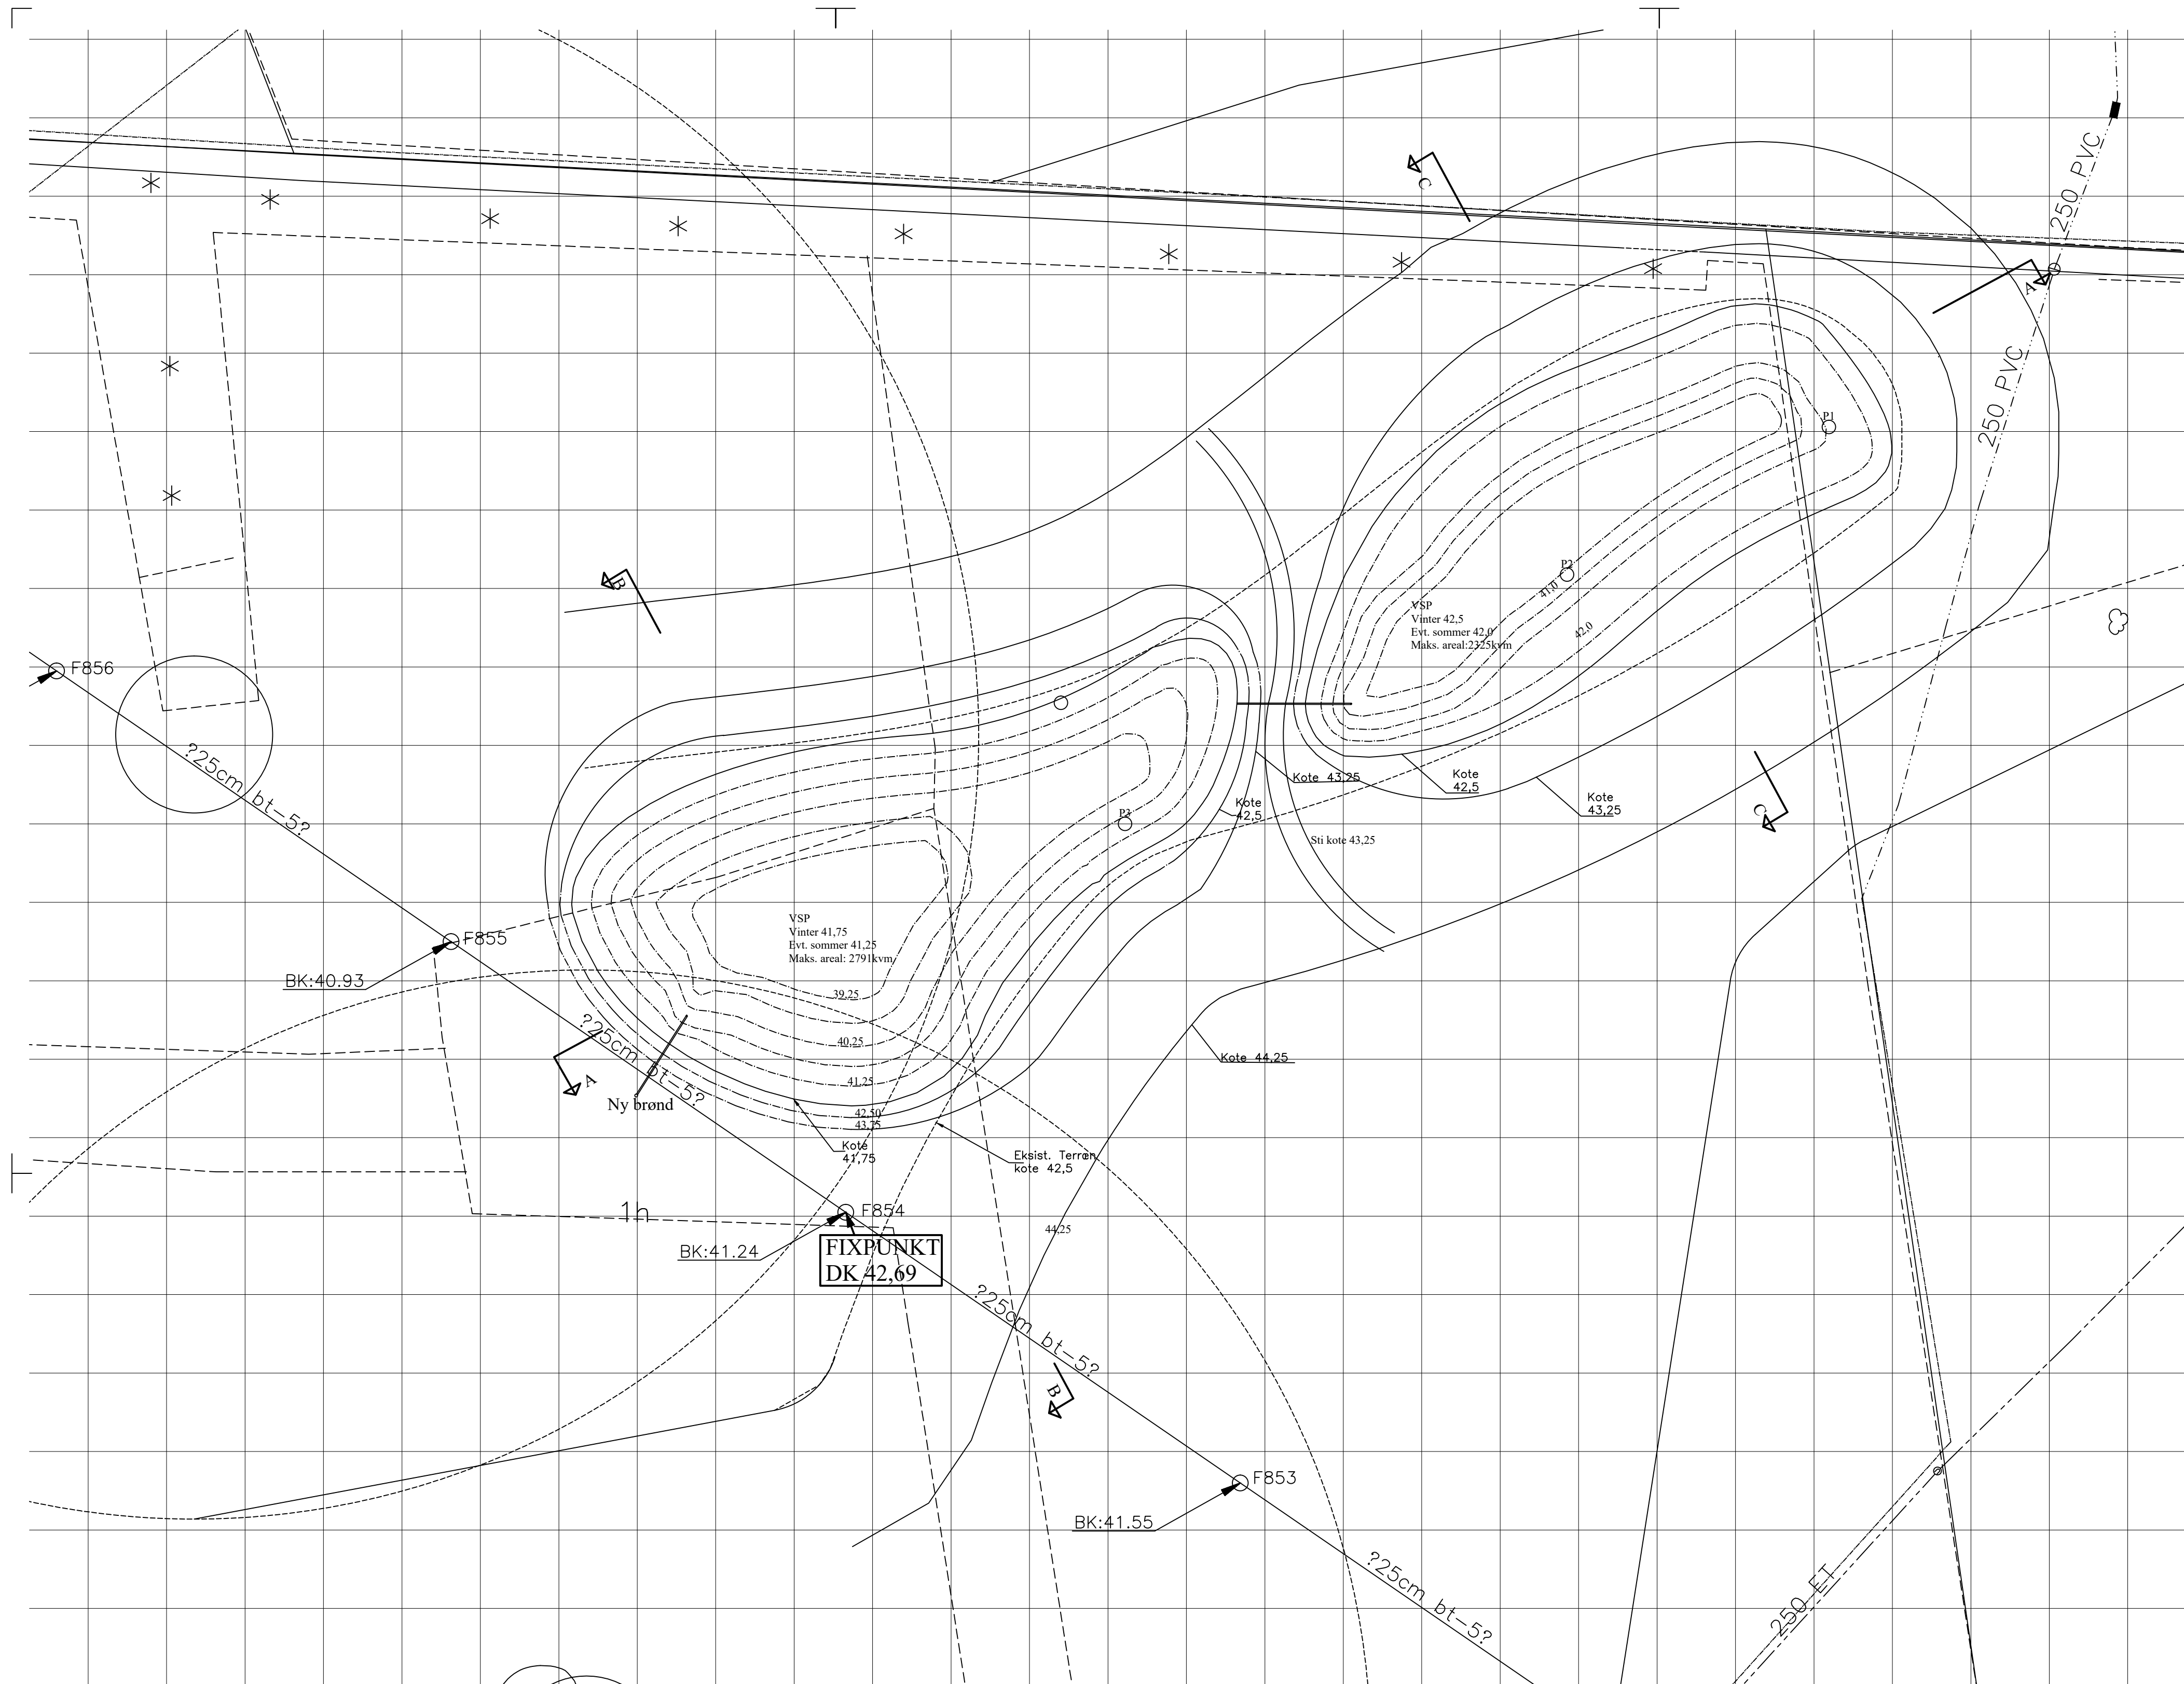 C
250 PVC
A
250 PVC
P1
B
P2
41,0
VSP
Vinter 42,5
Evt. sommer 42,0
Maks. areal:2325kvm
42,0
F856
?25cm bt-5?
Kote 43,25
Kote
42,5
Kote
43,25
Kote
42,5
C
P3
Sti kote 43,25
VSP
Vinter 41,75
Evt. sommer 41,25
Maks. areal: 2791kvm
F855
BK:40.93
39,25
?25cm bt-5?
40,25
Kote 44,25
A
41,25
Ny brønd
42,50
43,75
Kote
41,75
Eksist. Terræn
kote 42,5
1h
F854
44,25
BK:41.24
FIXPUNKT
DK 42,69
?25cm bt-5?
B
F853
BK:41.55
?25cm bt-5?
250 ET